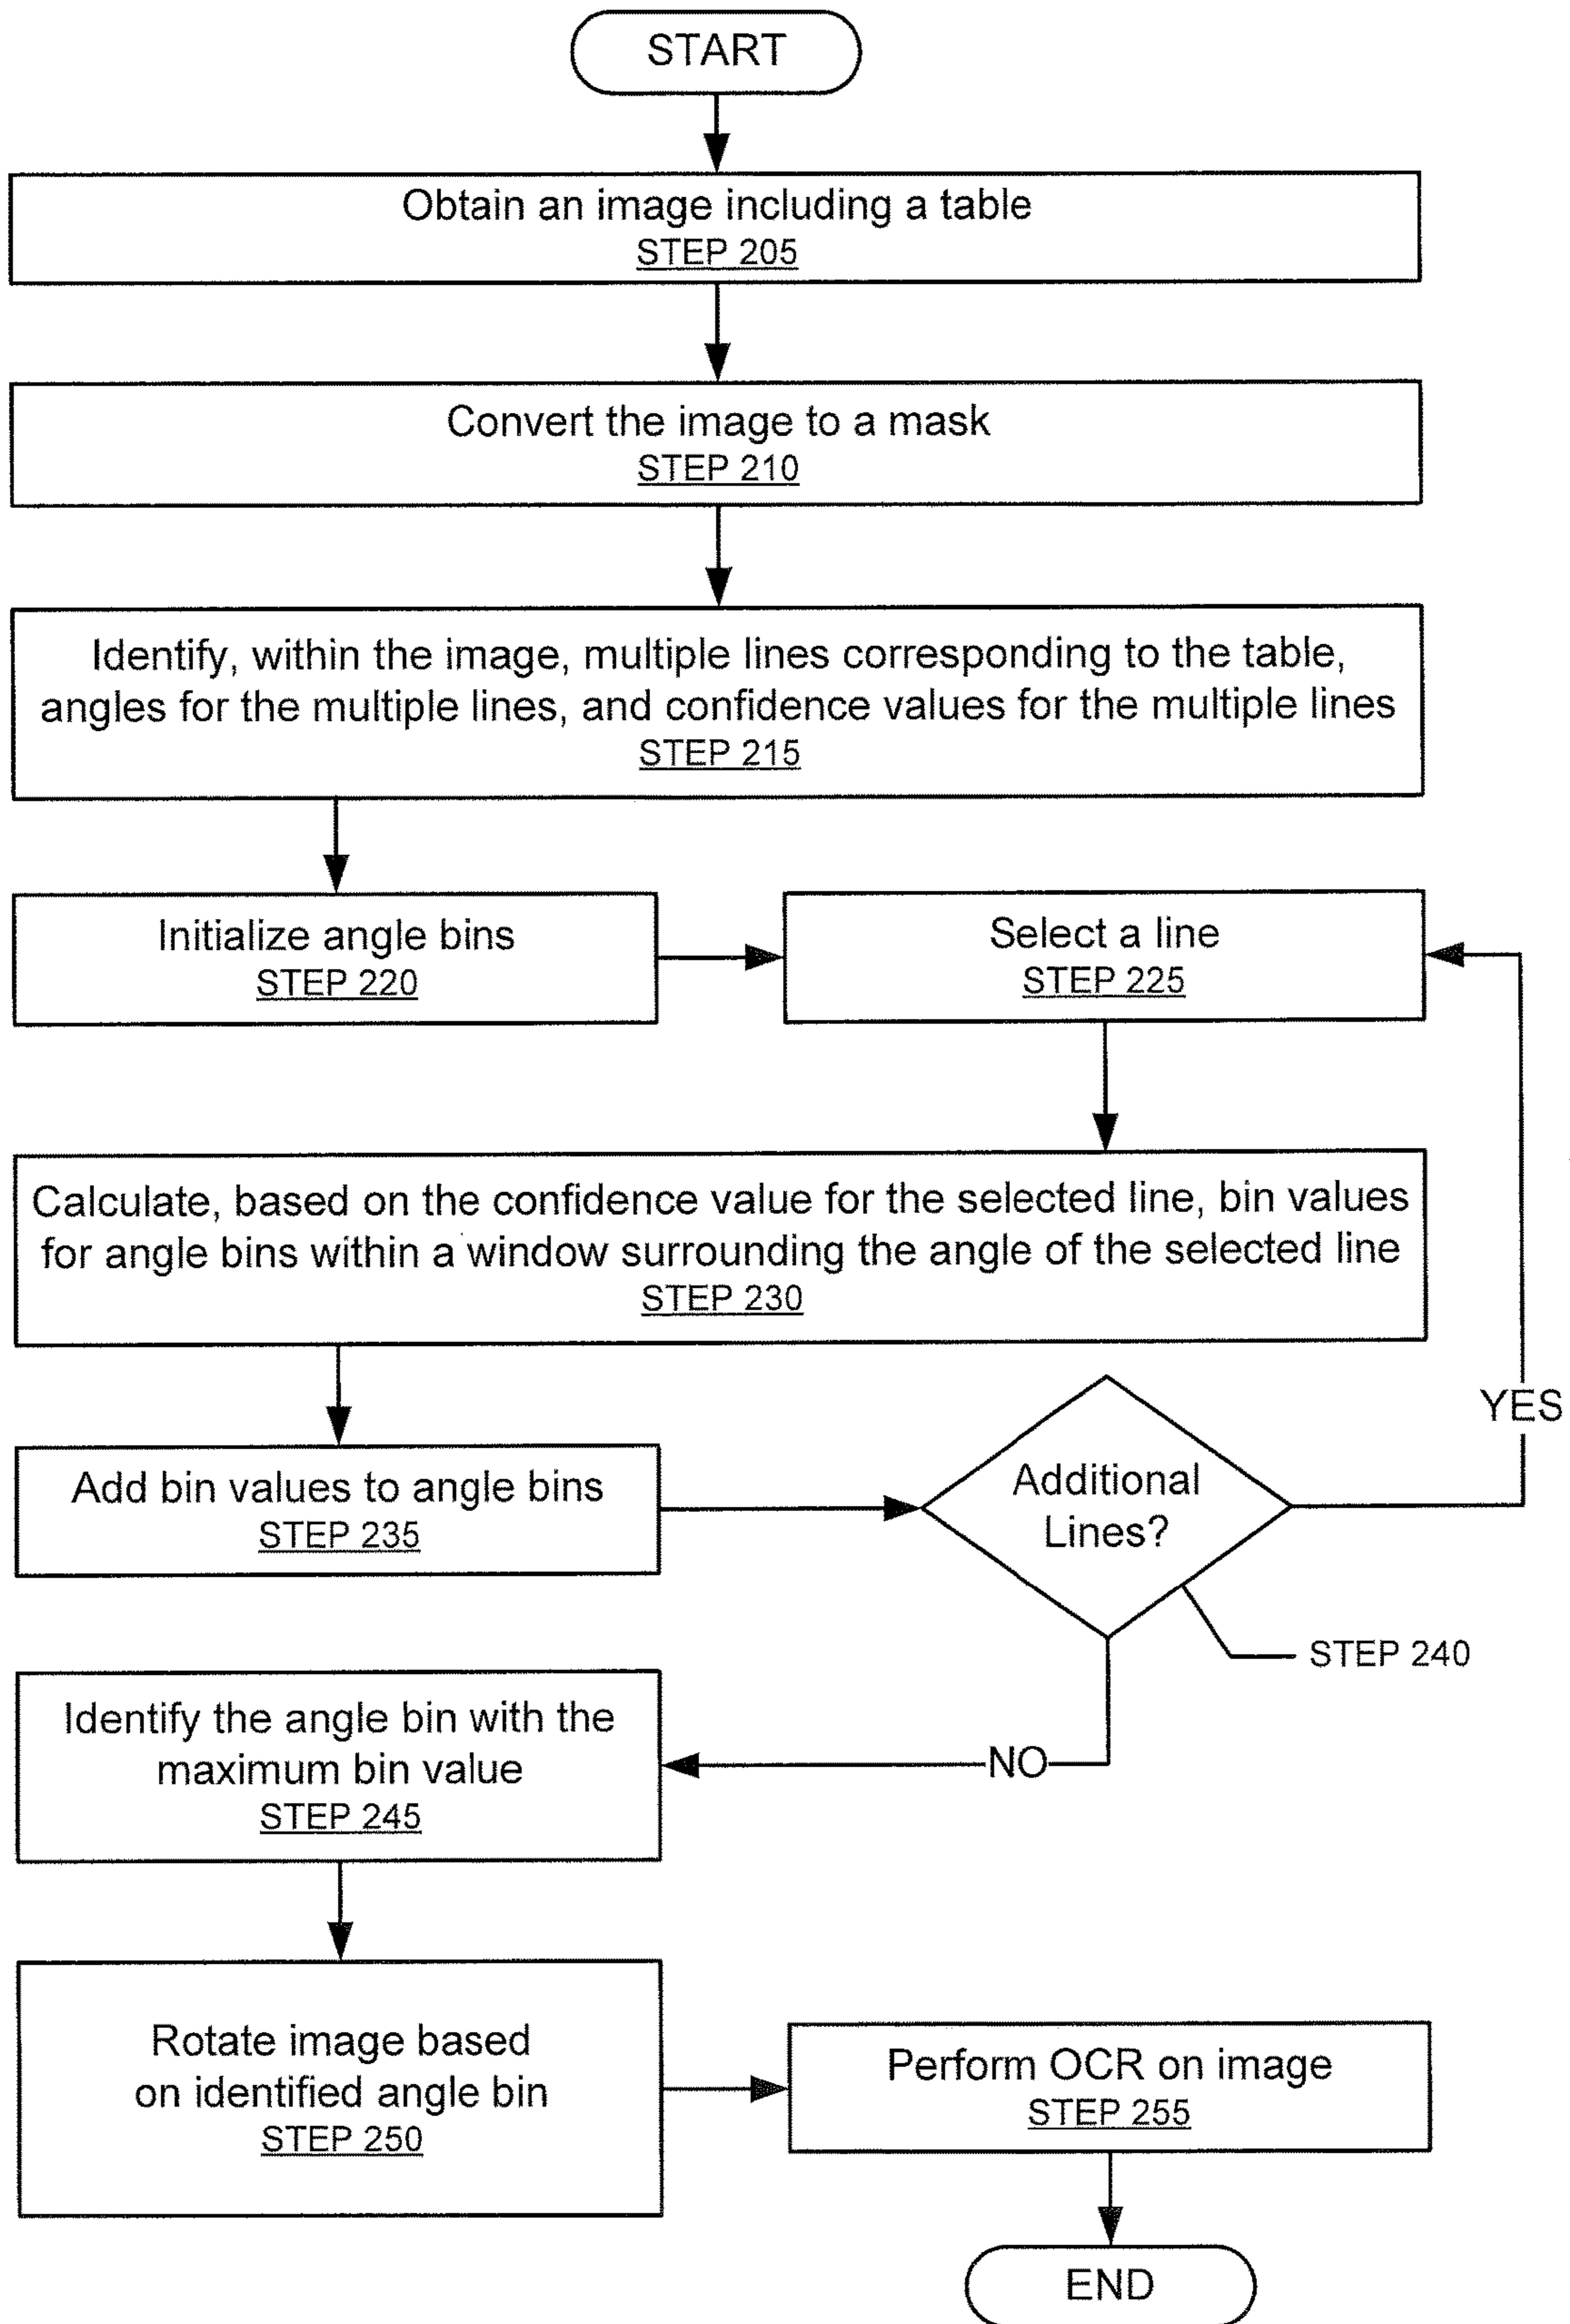 START
Obtain an image including a table
STEP 205
Convert the image to a mask
STEP 210
Identify, within the image, multiple lines corresponding to the table,
angles for the multiple lines, and confidence values for the multiple lines
STEP 215
Initialize angle bins
STEP 220
Select a line
STEP 225
Calculate, based on the confidence value for the selected line, bin values
for angle bins within a window surrounding the angle of the selected line
STEP 230
YES
Add bin values to angle bins
STEP 235
Additional
Lines?
STEP 240
NO
Identify the angle bin with the
maximum bin value
STEP 245
Rotate image based
on identified angle bin
STEP 250
Perform OCR on image
STEP 255
END